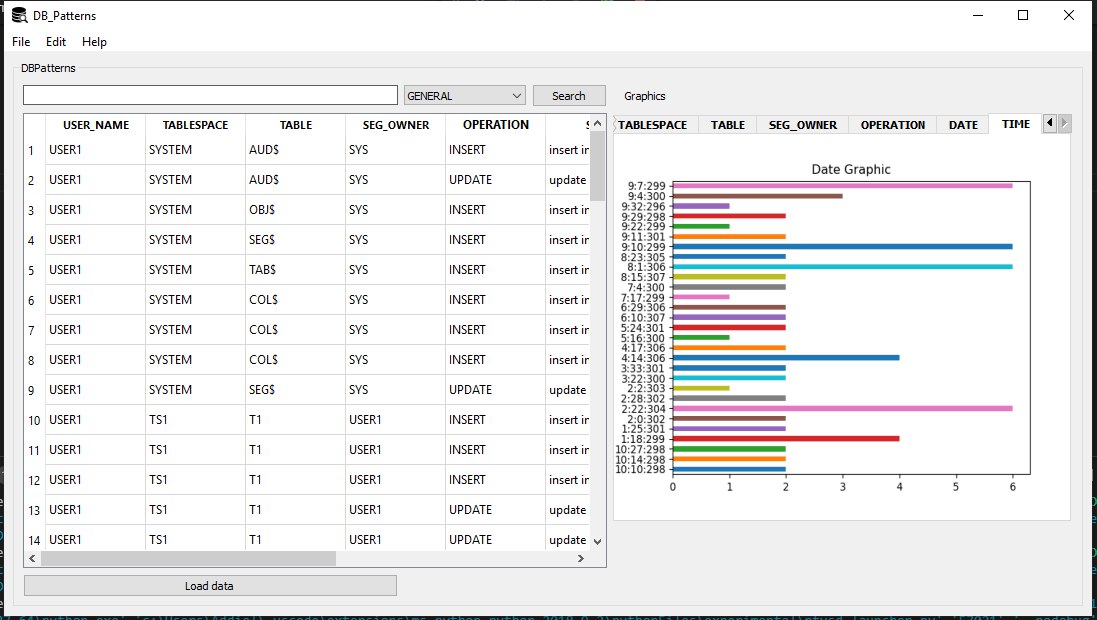 DB_Patterns
File Edit Help
DBPatterns
GENERAL Search Graphics
USER_NAME TABLESPACE TABLE SEG_OWNER OPERATION S
1 USER1 SYSTEM AUD$ SYS INSERT insert in
2 USER1 SYSTEM AUD$ SYS UPDATE update
3 USER1 SYSTEM OBJ$ SYS INSERT insert in
4 USER1 SYSTEM SEG$ SYS INSERT insert in
5 USER1 SYSTEM TAB$ SYS INSERT insert in
6 USER1 SYSTEM COL$ SYS INSERT insert in
7 USER1 SYSTEM COL$ SYS INSERT insert in
8 USER1 SYSTEM COL$ SYS INSERT insert in
9 USER1 SYSTEM SEG$ SYS UPDATE update
10 USER1 TS1 T1 USER1 INSERT insert in
11 USER1 TS1 T1 USER1 INSERT insert in
12 USER1 TS1 T1 USER1 INSERT insert in
13 USER1 TS1 T1 USER1 UPDATE update
14 USER1 TS1 T1 USER1 UPDATE update
Load data
TABLESPACE TABLE SEG_OWNER OPERATION DATE TIME
Date Graphic
9:7:299
9:4:300
9:32:296
9:29:298
9:22:299
9:11:301
9:10:299
8:23:305
8:1:306
8:15:307
7:4:300
7:17:299
6:29:306
6:10:307
5:24:301
5:16:300
4:17:306
4:14:306
3:33:301
3:22:300
2:2:303
2:28:302
2:22:304
2:0:302
1:25:301
1:18:299
10:27:298
10:14:298
10:10:298
0 1 2 3 4 5 6